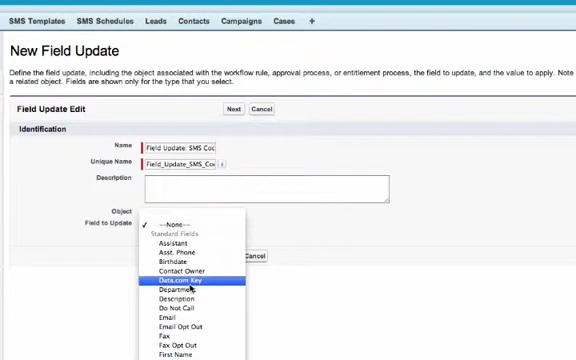 SMS Templates SMS Schedules Leads Contacts Campaigns Cases +
New Field Update
Define the field update, including the object associated with the workflow rule, approval process, or entitlement process, the field to update, and the value to apply. Note
a related object. Fields are shown only for the type that you select.
Field Update Edit Next Cancel
Identification
Name Field Update: SMS Coc
Unique Name Field_Update_SMS_Coc i
Description
Object
Field to Update
--None--
Standard Fields
Assistant
Asst. Phone
Birthdate
Contact Owner
Cancel
Data.com Key
Department
Description
Do Not Call
Email
Email Opt Out
Fax
Fax Opt Out
First Name